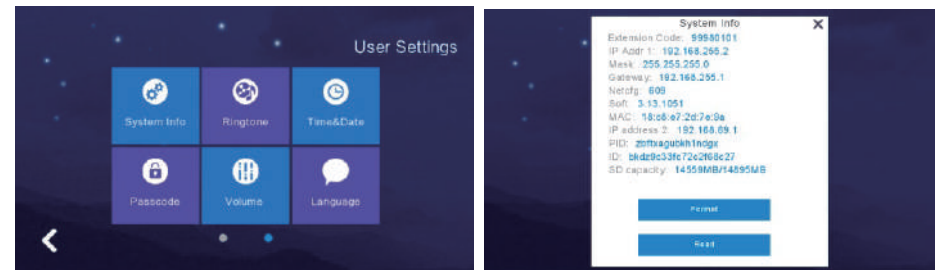 User Settings
System Info
Ringtone
Time&Date
Passcode
Volume
Language
System Info
Extension Code: 99980101
IP Addr 1: 192.168.255.2
Mask: 255.255.255.0
Gateway: 192.168.255.1
Netcfg: 609
Soft: 3.13.1051
MAC: 18:c8:e7:2d:7e:9a
IP address 2: 192.168.69.1
PID: zbftxagubkh1ndgx
SD capacity: 14559MB/14895MB
Format
Read